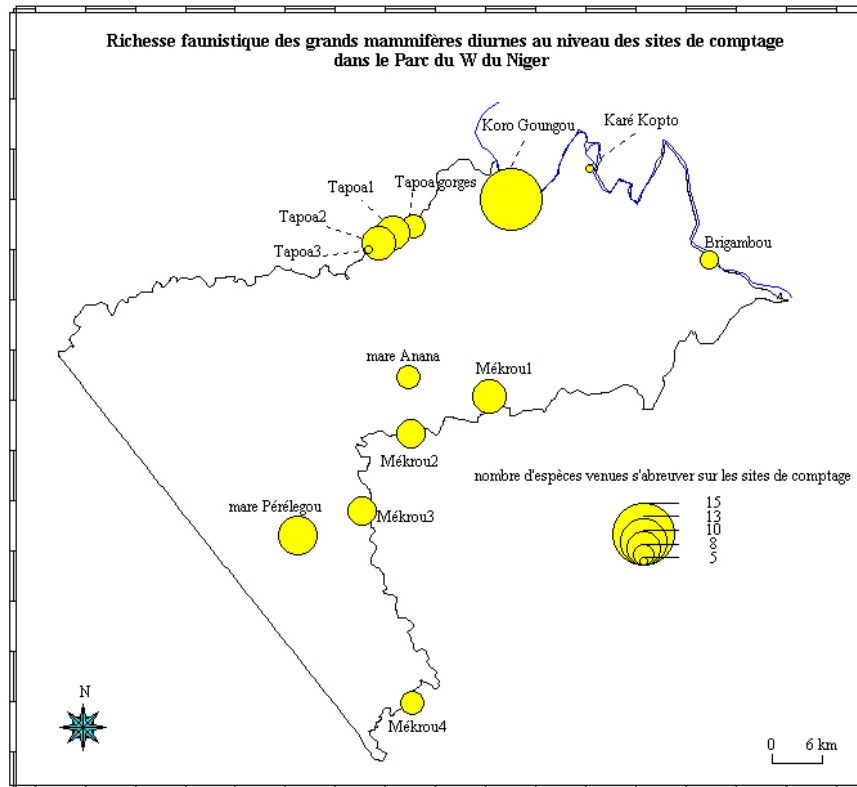 Richesse faunistique des grands mammifères diurnes au niveau des sites de comptage
dans le Parc du W du Niger
Koro Goungou
Karé Kopto
Tapoa1
Tapoa gorges
Tapoa2
Tapoa3
Brigambou
mare Anana
Mékrou1
Mékrou2
nombre d'espèces venues s'abreuver sur les sites de comptage
mare Pérélegou
Mékrou3
15
13
10
8
5
N
Mékrou4
0 6 km